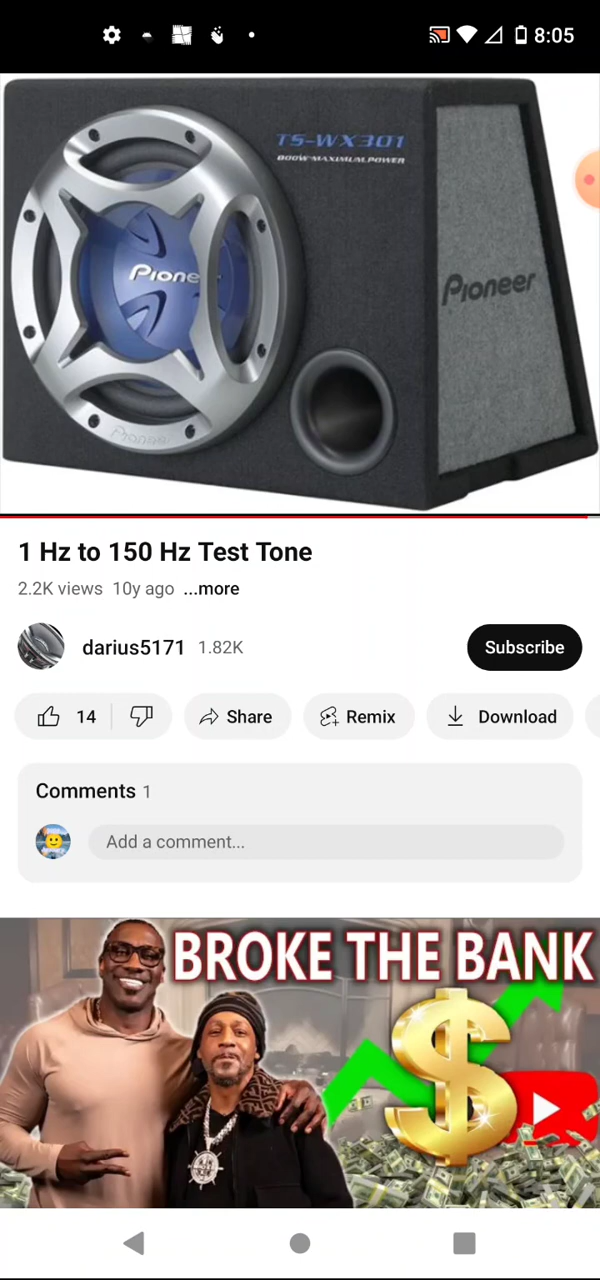 8:05
TS-WX301
800W MAXIMUM POWER
Pionee
Pioneer
Pioneer
1 Hz to 150 Hz Test Tone
2.2K views 10y ago ...more
darius5171 1.82K
Subscribe
14 Share Remix Download
Comments 1
Add a comment...
BROKE THE BANK
$